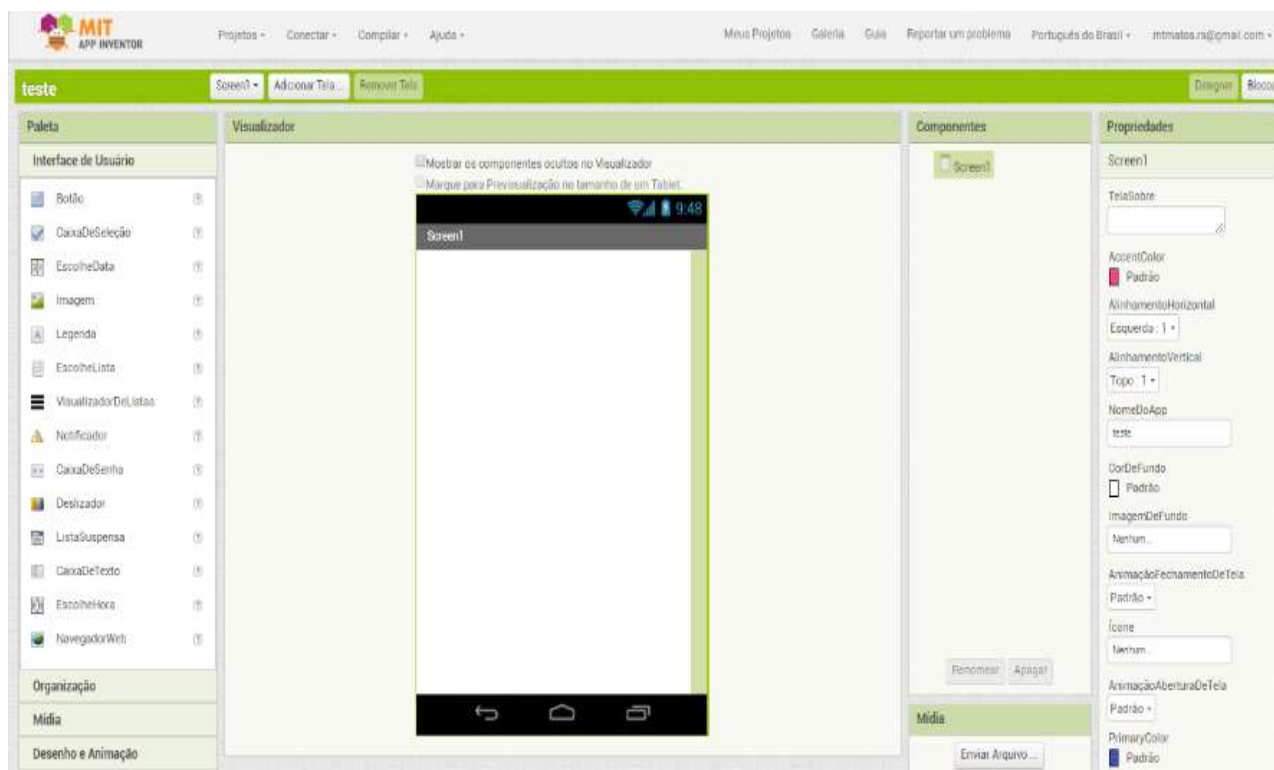 MIT
APP INVENTOR
Projetos
Conectar
Compilar
Ajuda
Meus Projetos
Galeria
Guia
Reportar um problema
Português do Brasil
mtmatos.rs@gmail.com
teste
Screen1
Adicionar Tela ...
Remover Tela
Designer
Blocos
Paleta
Interface de Usuário
Botão
CaixaDeSeleção
EscolheData
Imagem
Legenda
EscolheLista
VisualizadorDeListas
Notificador
CaixaDeSenha
Deslizador
ListaSuspensa
CaixaDeTexto
EscolheHora
NavegadorWeb
Organização
Mídia
Desenho e Animação
Visualizador
Mostrar os componentes ocultos no Visualizador
Marque para Previsualização no tamanho de um Tablet.
9:48
Screen1
Componentes
Screen1
Renomear
Apagar
Mídia
Enviar Arquivo ...
Propriedades
Screen1
TelaSobre
AccentColor
Padrão
AlinhamentoHorizontal
Esquerda : 1
AlinhamentoVertical
Topo : 1
NomeDoApp
teste
CorDeFundo
Padrão
ImagemDeFundo
Nenhum...
AnimaçãoFechamentoDeTela
Padrão
Ícone
Nenhum...
AnimaçãoAberturaDeTela
Padrão
PrimaryColor
Padrão